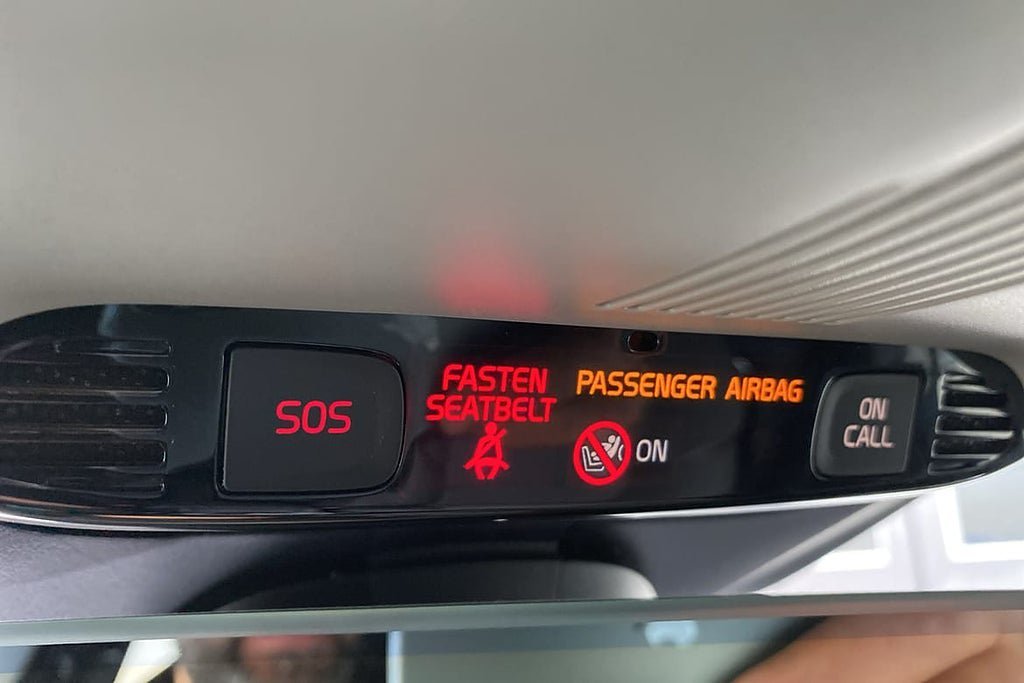 SOS
FASTEN
SEATBELT
PASSENGER AIRBAG
ON
ON
CALL